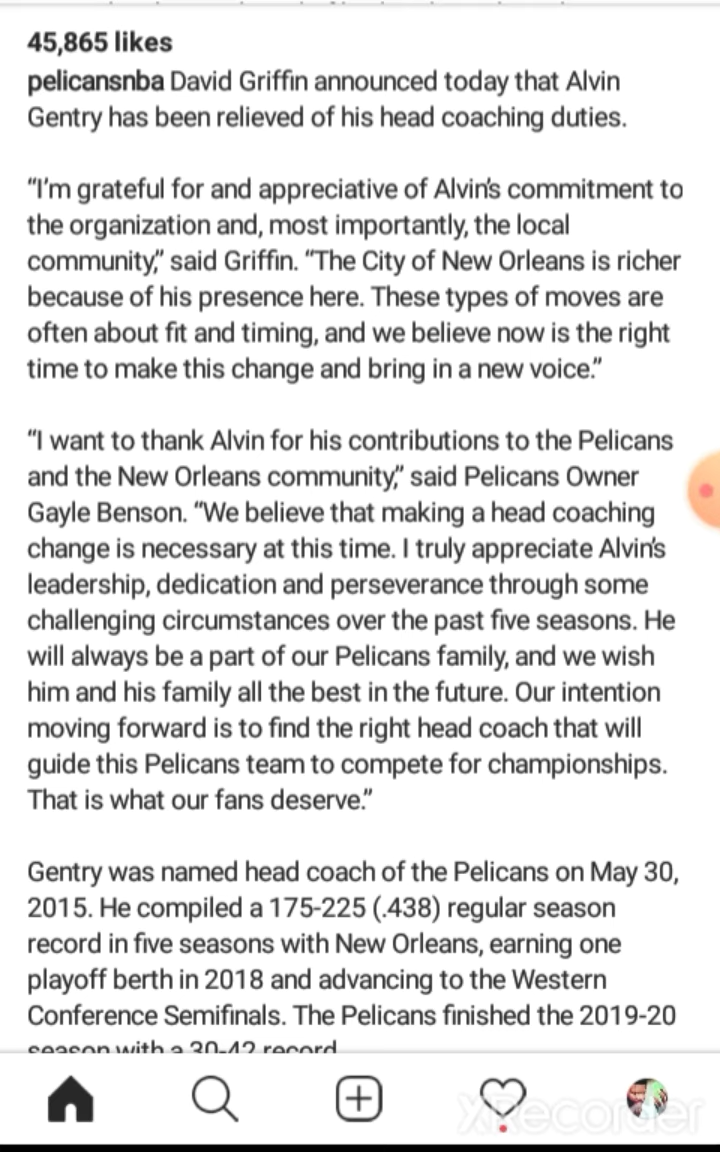 45,865 likes
pelicansnba David Griffin announced today that Alvin
Gentry has been relieved of his head coaching duties.
“I’m grateful for and appreciative of Alvin’s commitment to
the organization and, most importantly, the local
community,” said Griffin. “The City of New Orleans is richer
because of his presence here. These types of moves are
often about fit and timing, and we believe now is the right
time to make this change and bring in a new voice.”
“I want to thank Alvin for his contributions to the Pelicans
and the New Orleans community,” said Pelicans Owner
Gayle Benson. “We believe that making a head coaching
change is necessary at this time. I truly appreciate Alvin’s
leadership, dedication and perseverance through some
challenging circumstances over the past five seasons. He
will always be a part of our Pelicans family, and we wish
him and his family all the best in the future. Our intention
moving forward is to find the right head coach that will
guide this Pelicans team to compete for championships.
That is what our fans deserve.”
Gentry was named head coach of the Pelicans on May 30,
2015. He compiled a 175-225 (.438) regular season
record in five seasons with New Orleans, earning one
playoff berth in 2018 and advancing to the Western
Conference Semifinals. The Pelicans finished the 2019-20
season with a 30-42 record
XRecorder